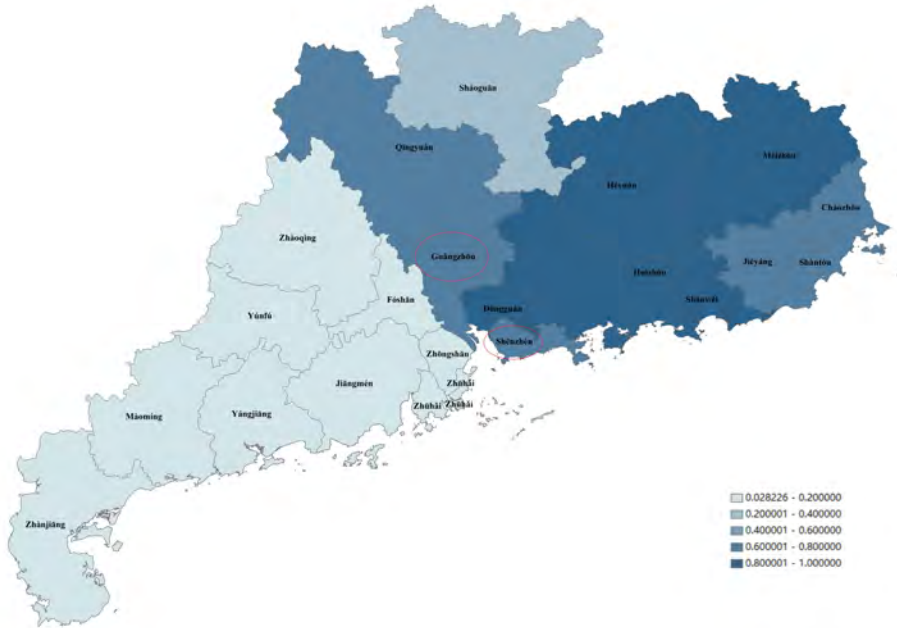 Sháoguān
Qīngyuǎn
Méizhōu
Héyuán
Cháozhōu
Zhàoqìng
Guǎngzhōu
Jiēyáng
Shàntóu
Huìzhōu
Fóshān
Shànwěi
Dōngguǎn
Yúnfú
Shēnzhèn
Zhōngshān
Jiāngmén
Zhūhǎi
Zhūhǎi
Zhūhǎi
Màomíng
Yángjiāng
Zhànjiāng
0.028226 - 0.200000
0.200001 - 0.400000
0.400001 - 0.600000
0.600001 - 0.800000
0.800001 - 1.000000